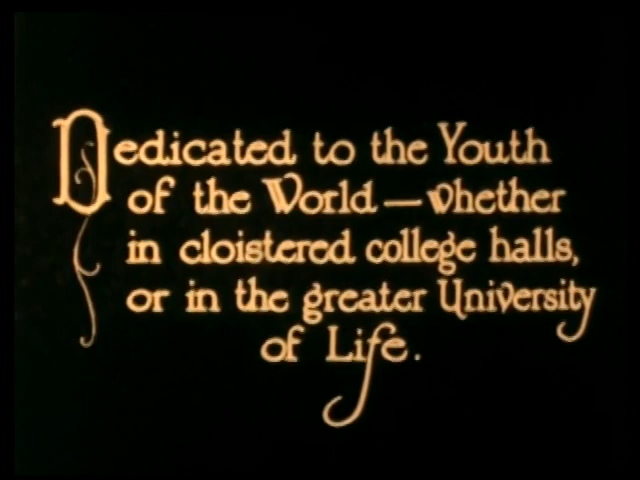 Dedicated to the Youth
of the World — whether
in cloistered college halls,
or in the greater University
of Life.